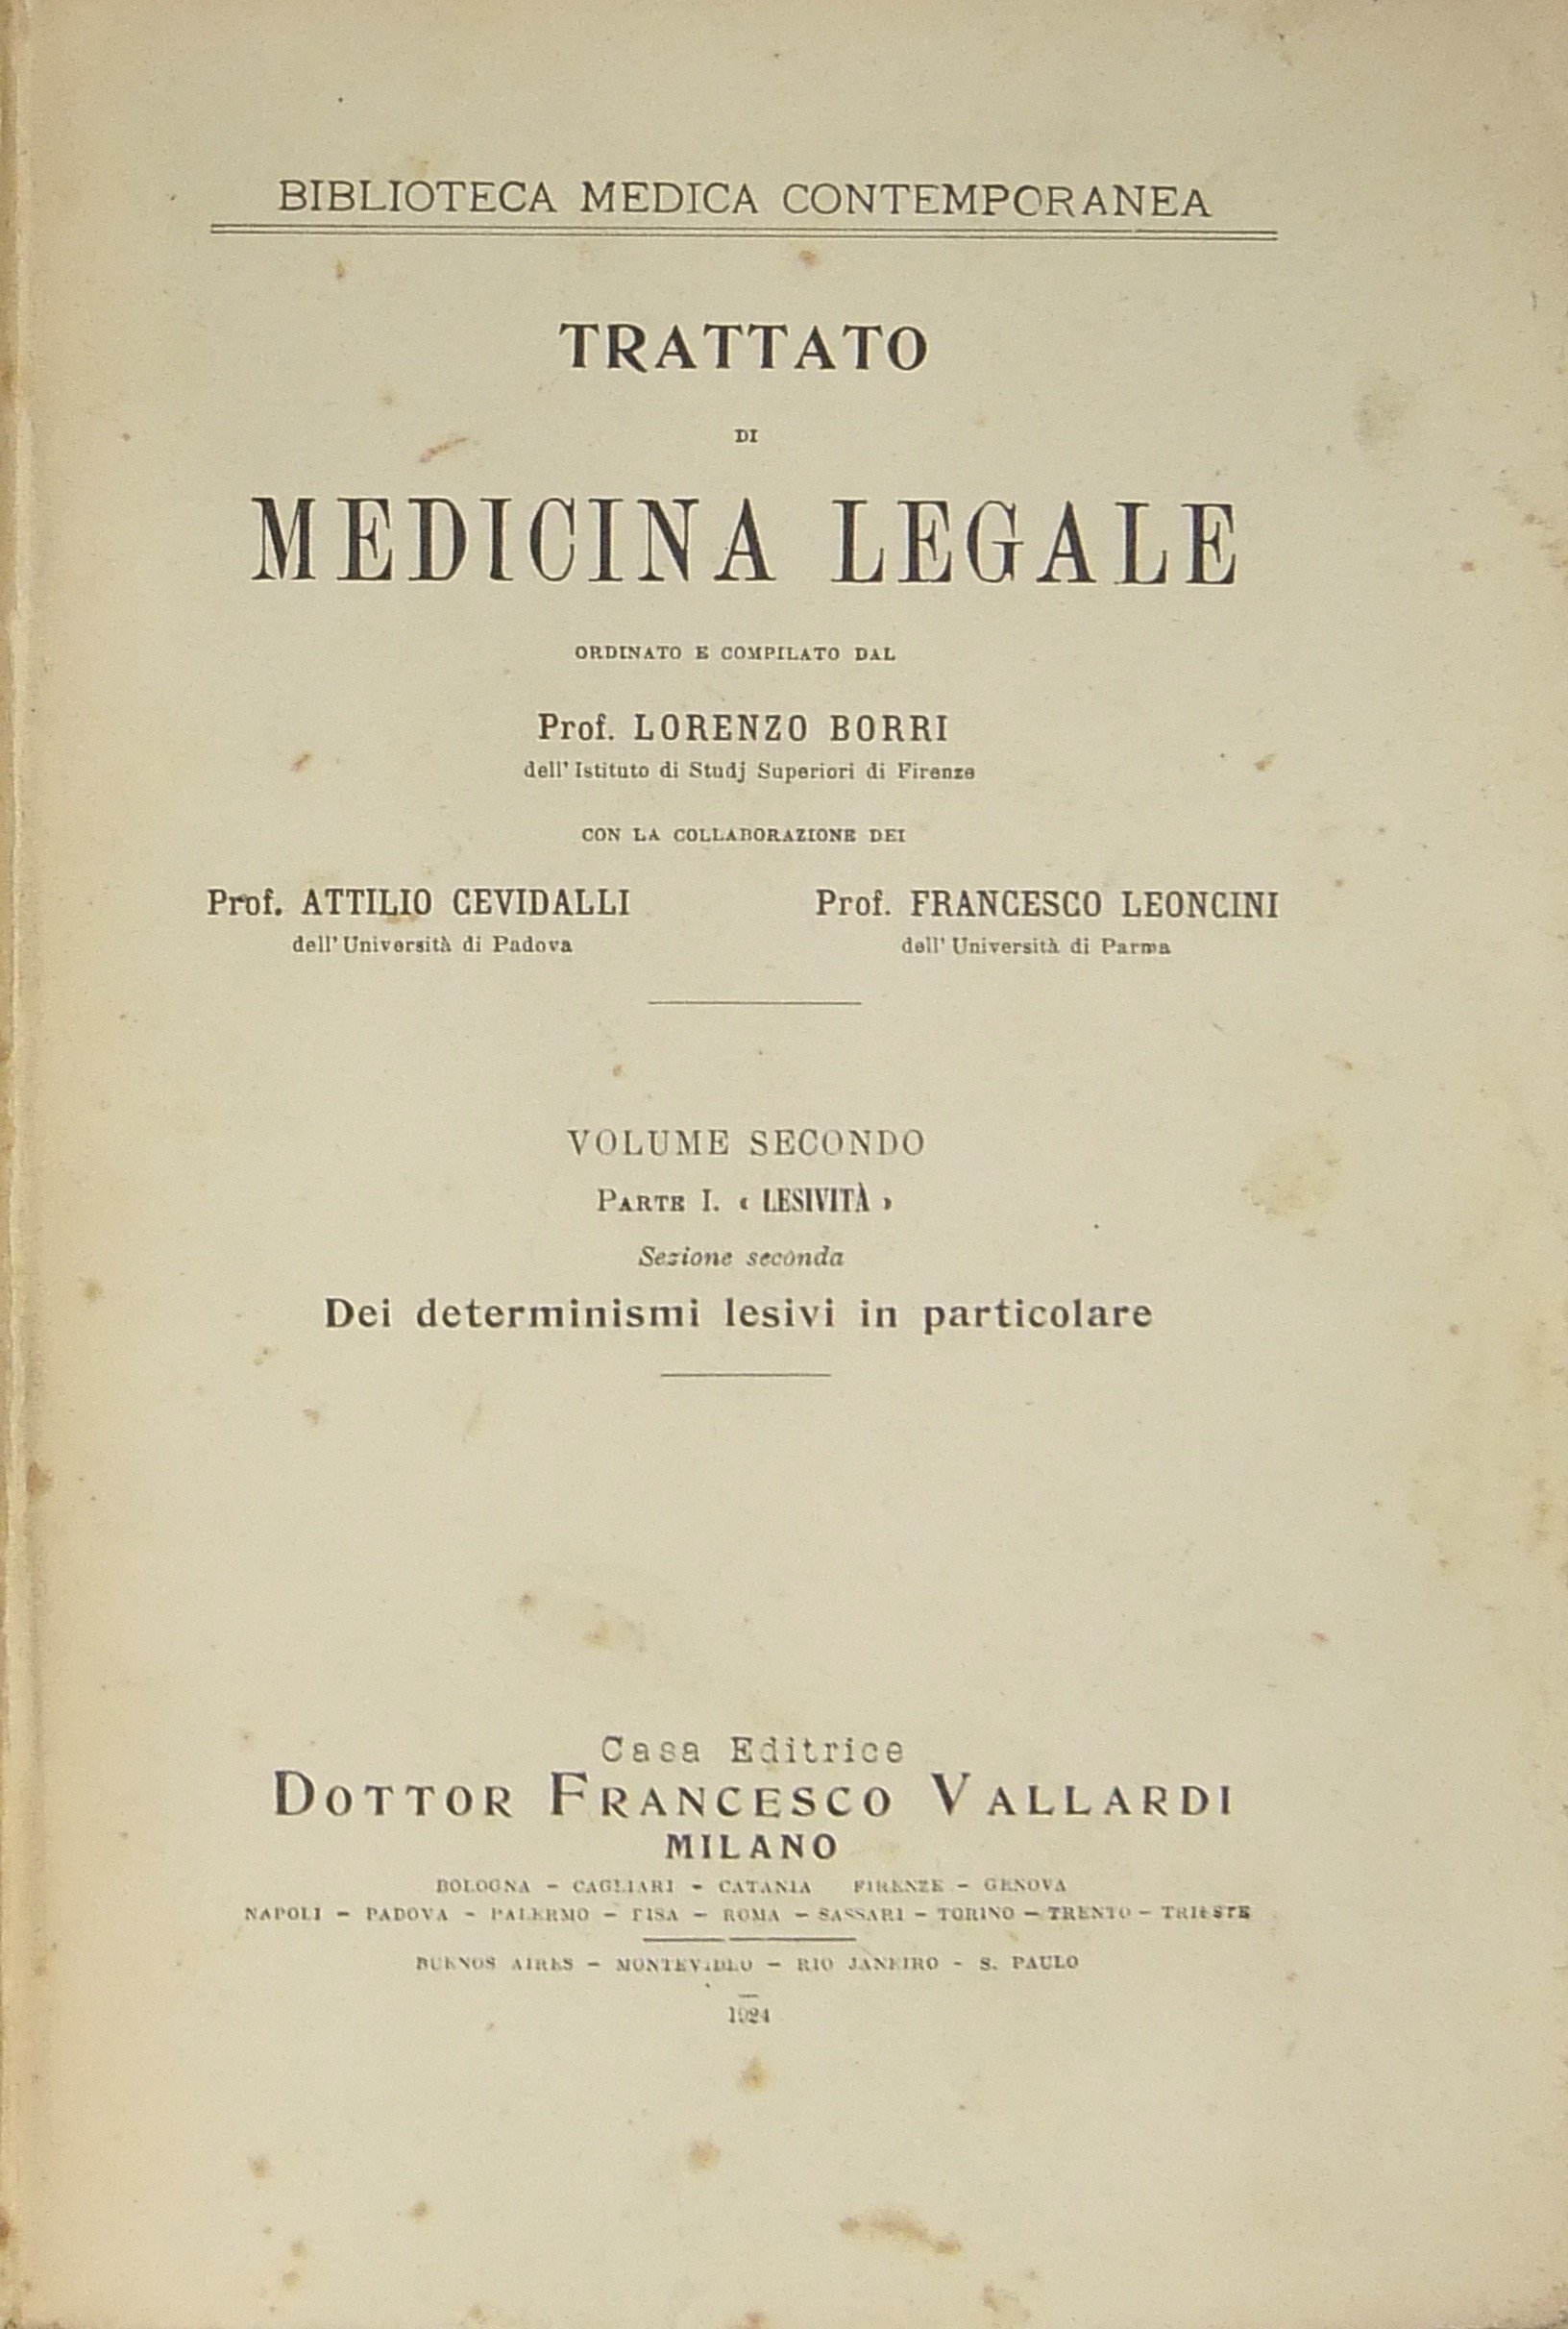 BIBLIOTECA MEDICA CONTEMPORANEA
TRATTATO
DI
MEDICINA LEGALE
ORDINATO E COMPILATO DAL
Prof. LORENZO BORRI
dell' Istituto di Studj Superiori di Firenze
CON LA COLLABORAZIONE DEI
Prof. ATTILIO CEVIDALLI Prof. FRANCESCO LEONCINI
dell' Università di Padova dell' Università di Parma
VOLUME SECONDO
PARTE I. « LESIVITÀ »
Sezione seconda
Dei determinismi lesivi in particolare
Casa Editrice
DOTTOR FRANCESCO VALLARDI
MILANO
BOLOGNA - CAGLIARI - CATANIA FIRENZE - GENOVA
NAPOLI - PADOVA - PALERMO - PISA - ROMA - SASSARI - TORINO - TRENTO - TRIESTE
BUENOS AIRES - MONTEVIDEO - RIO JANEIRO - S. PAULO
1924